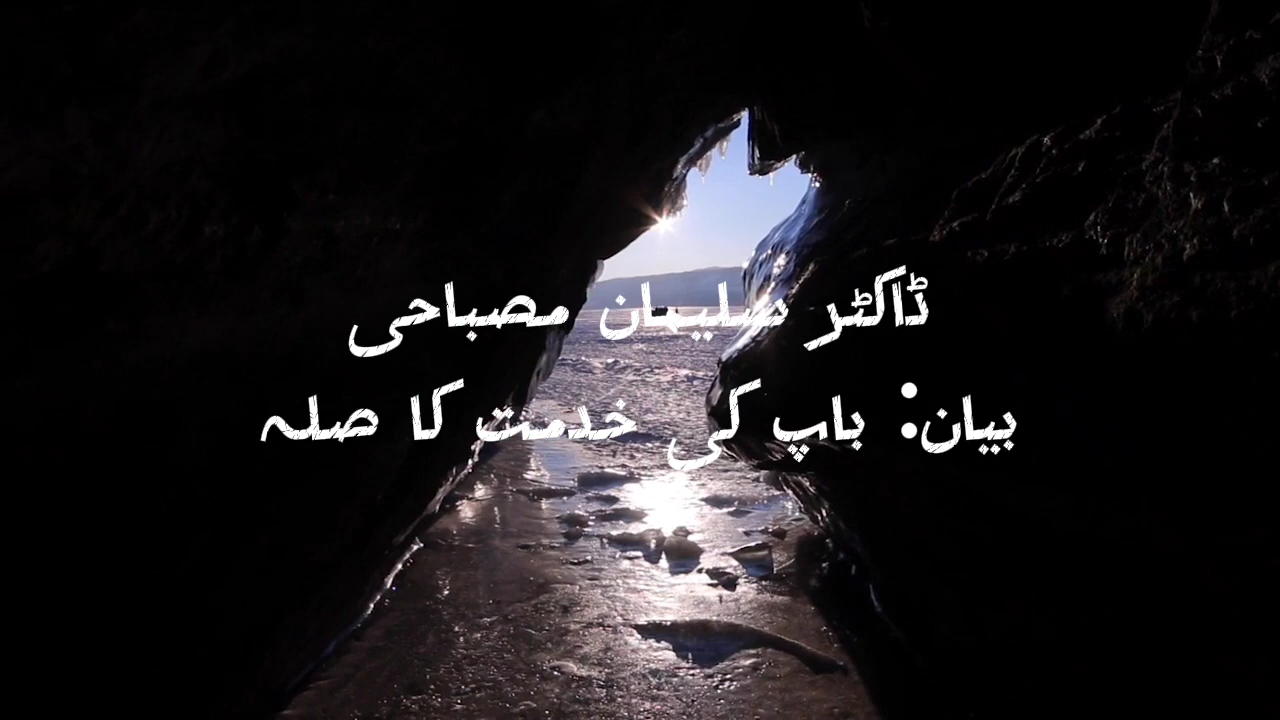 ڈاکٹر سلیمان مصباحی
بیان: باپ کی خدمت کا صلہ